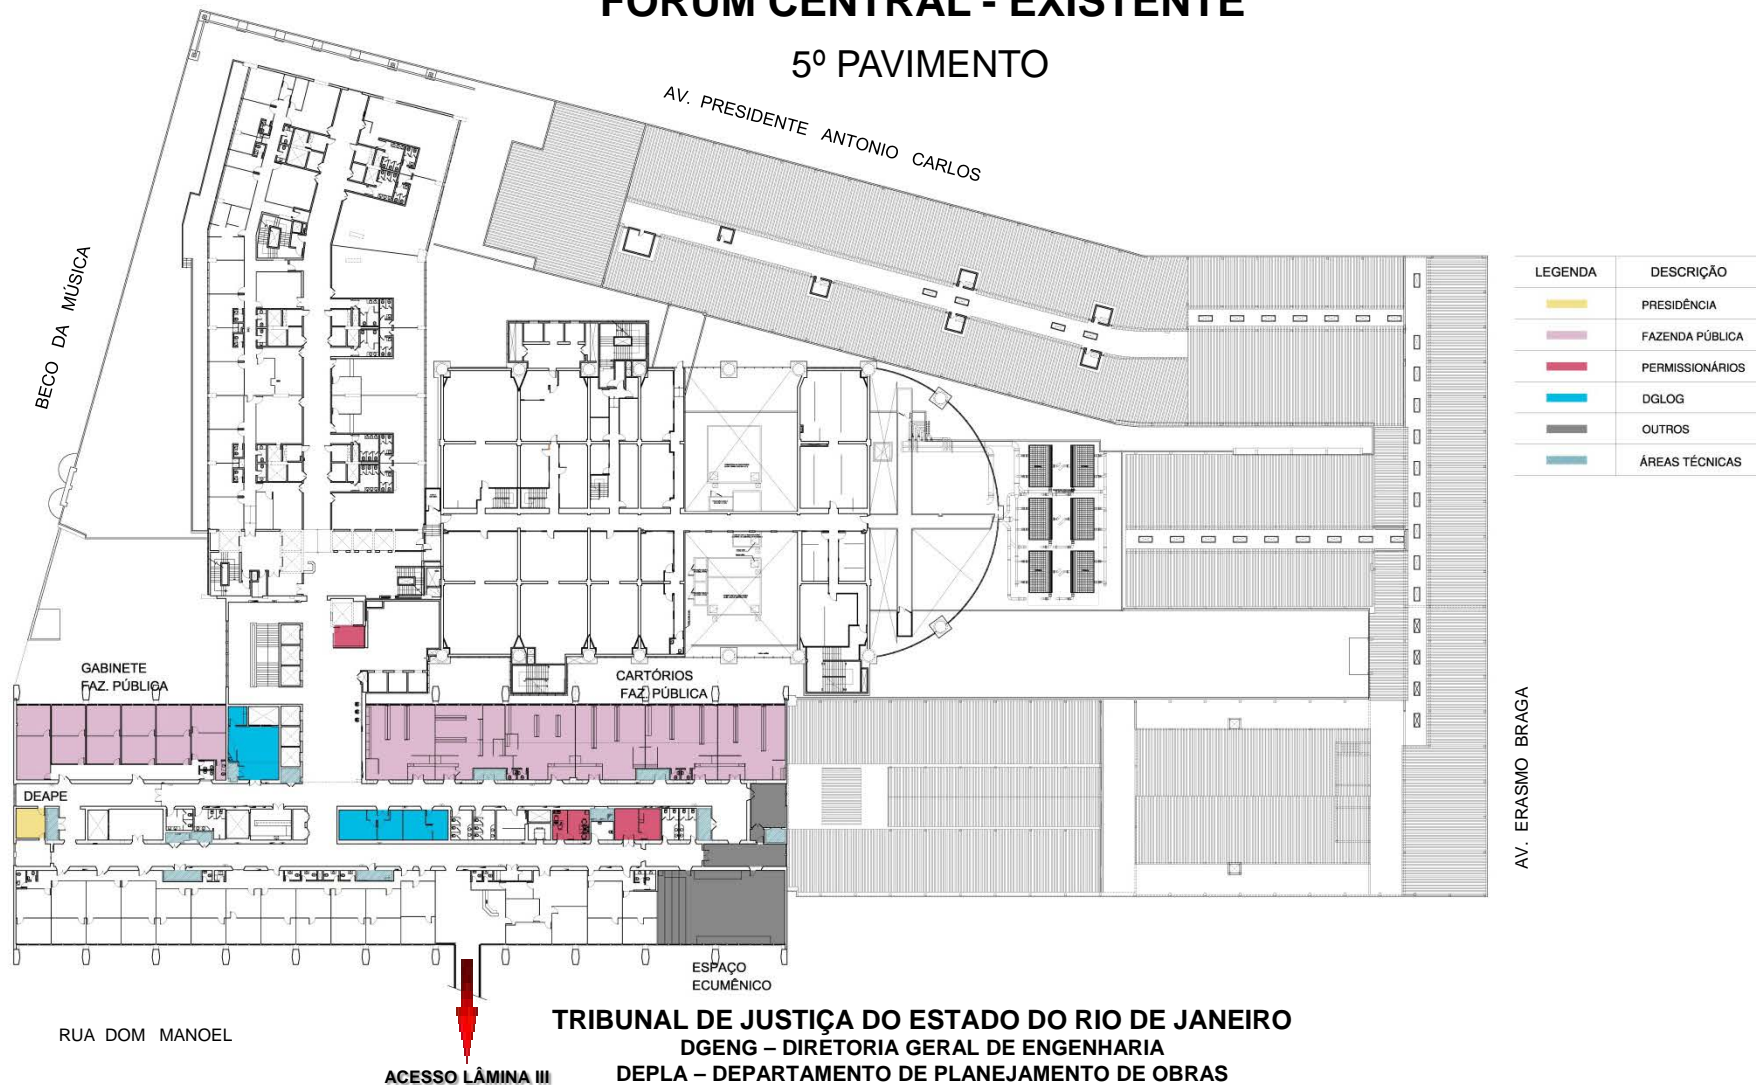 FÓRUM CENTRAL - EXISTENTE
5º PAVIMENTO
AV. PRESIDENTE ANTONIO CARLOS
BECO DA MÚSICA
LEGENDA DESCRIÇÃO
PRESIDÊNCIA
FAZENDA PÚBLICA
PERMISSIONÁRIOS
DGLOG
OUTROS
ÁREAS TÉCNICAS
GABINETE
FAZ. PÚBLICA
CARTÓRIOS
FAZ. PÚBLICA
AV. ERASMO BRAGA
DEAPE
ESPAÇO
ECUMÊNICO
RUA DOM MANOEL
ACESSO LÂMINA III
TRIBUNAL DE JUSTIÇA DO ESTADO DO RIO DE JANEIRO
DGENG – DIRETORIA GERAL DE ENGENHARIA
DEPLA – DEPARTAMENTO DE PLANEJAMENTO DE OBRAS